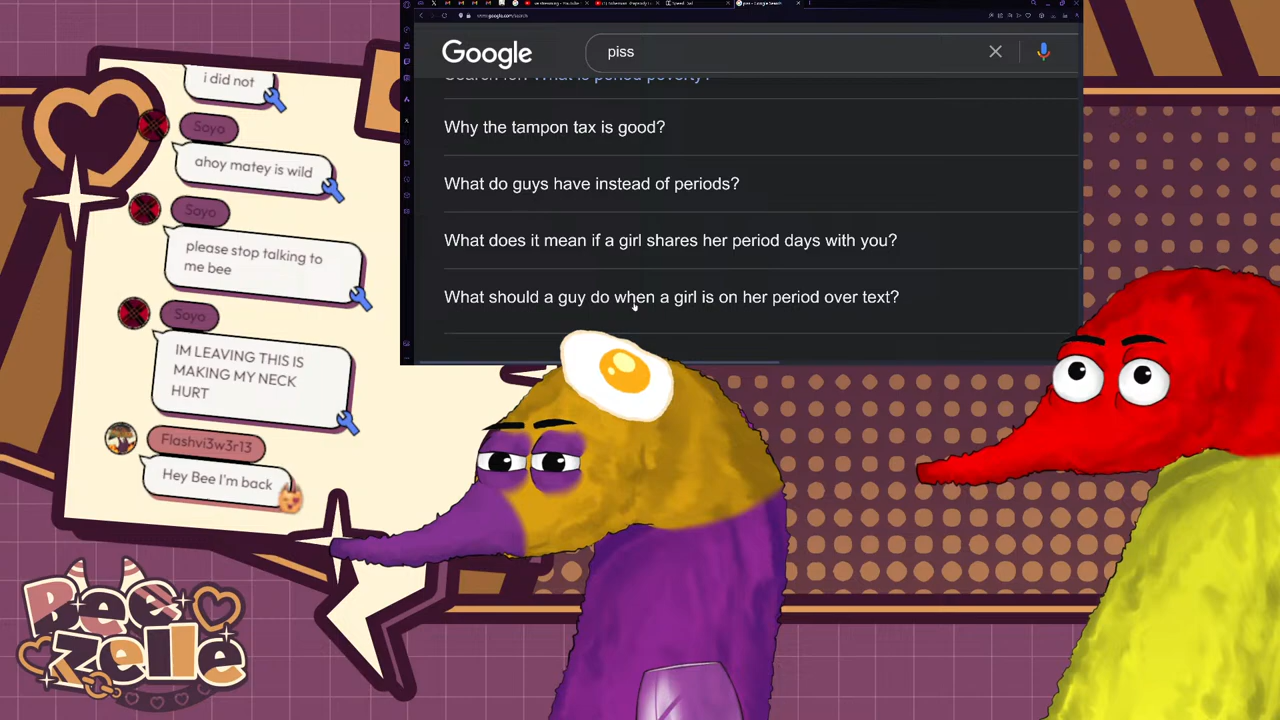 i did not
Soyo
ahoy matey is wild
Soyo
please stop talking to
me bee
Soyo
IM LEAVING THIS IS
MAKING MY NECK
HURT
Flashvi3w3r13
Hey Bee I'm back
Google
piss
Why the tampon tax is good?
What do guys have instead of periods?
What does it mean if a girl shares her period days with you?
What should a guy do when a girl is on her period over text?
Bee
zelle